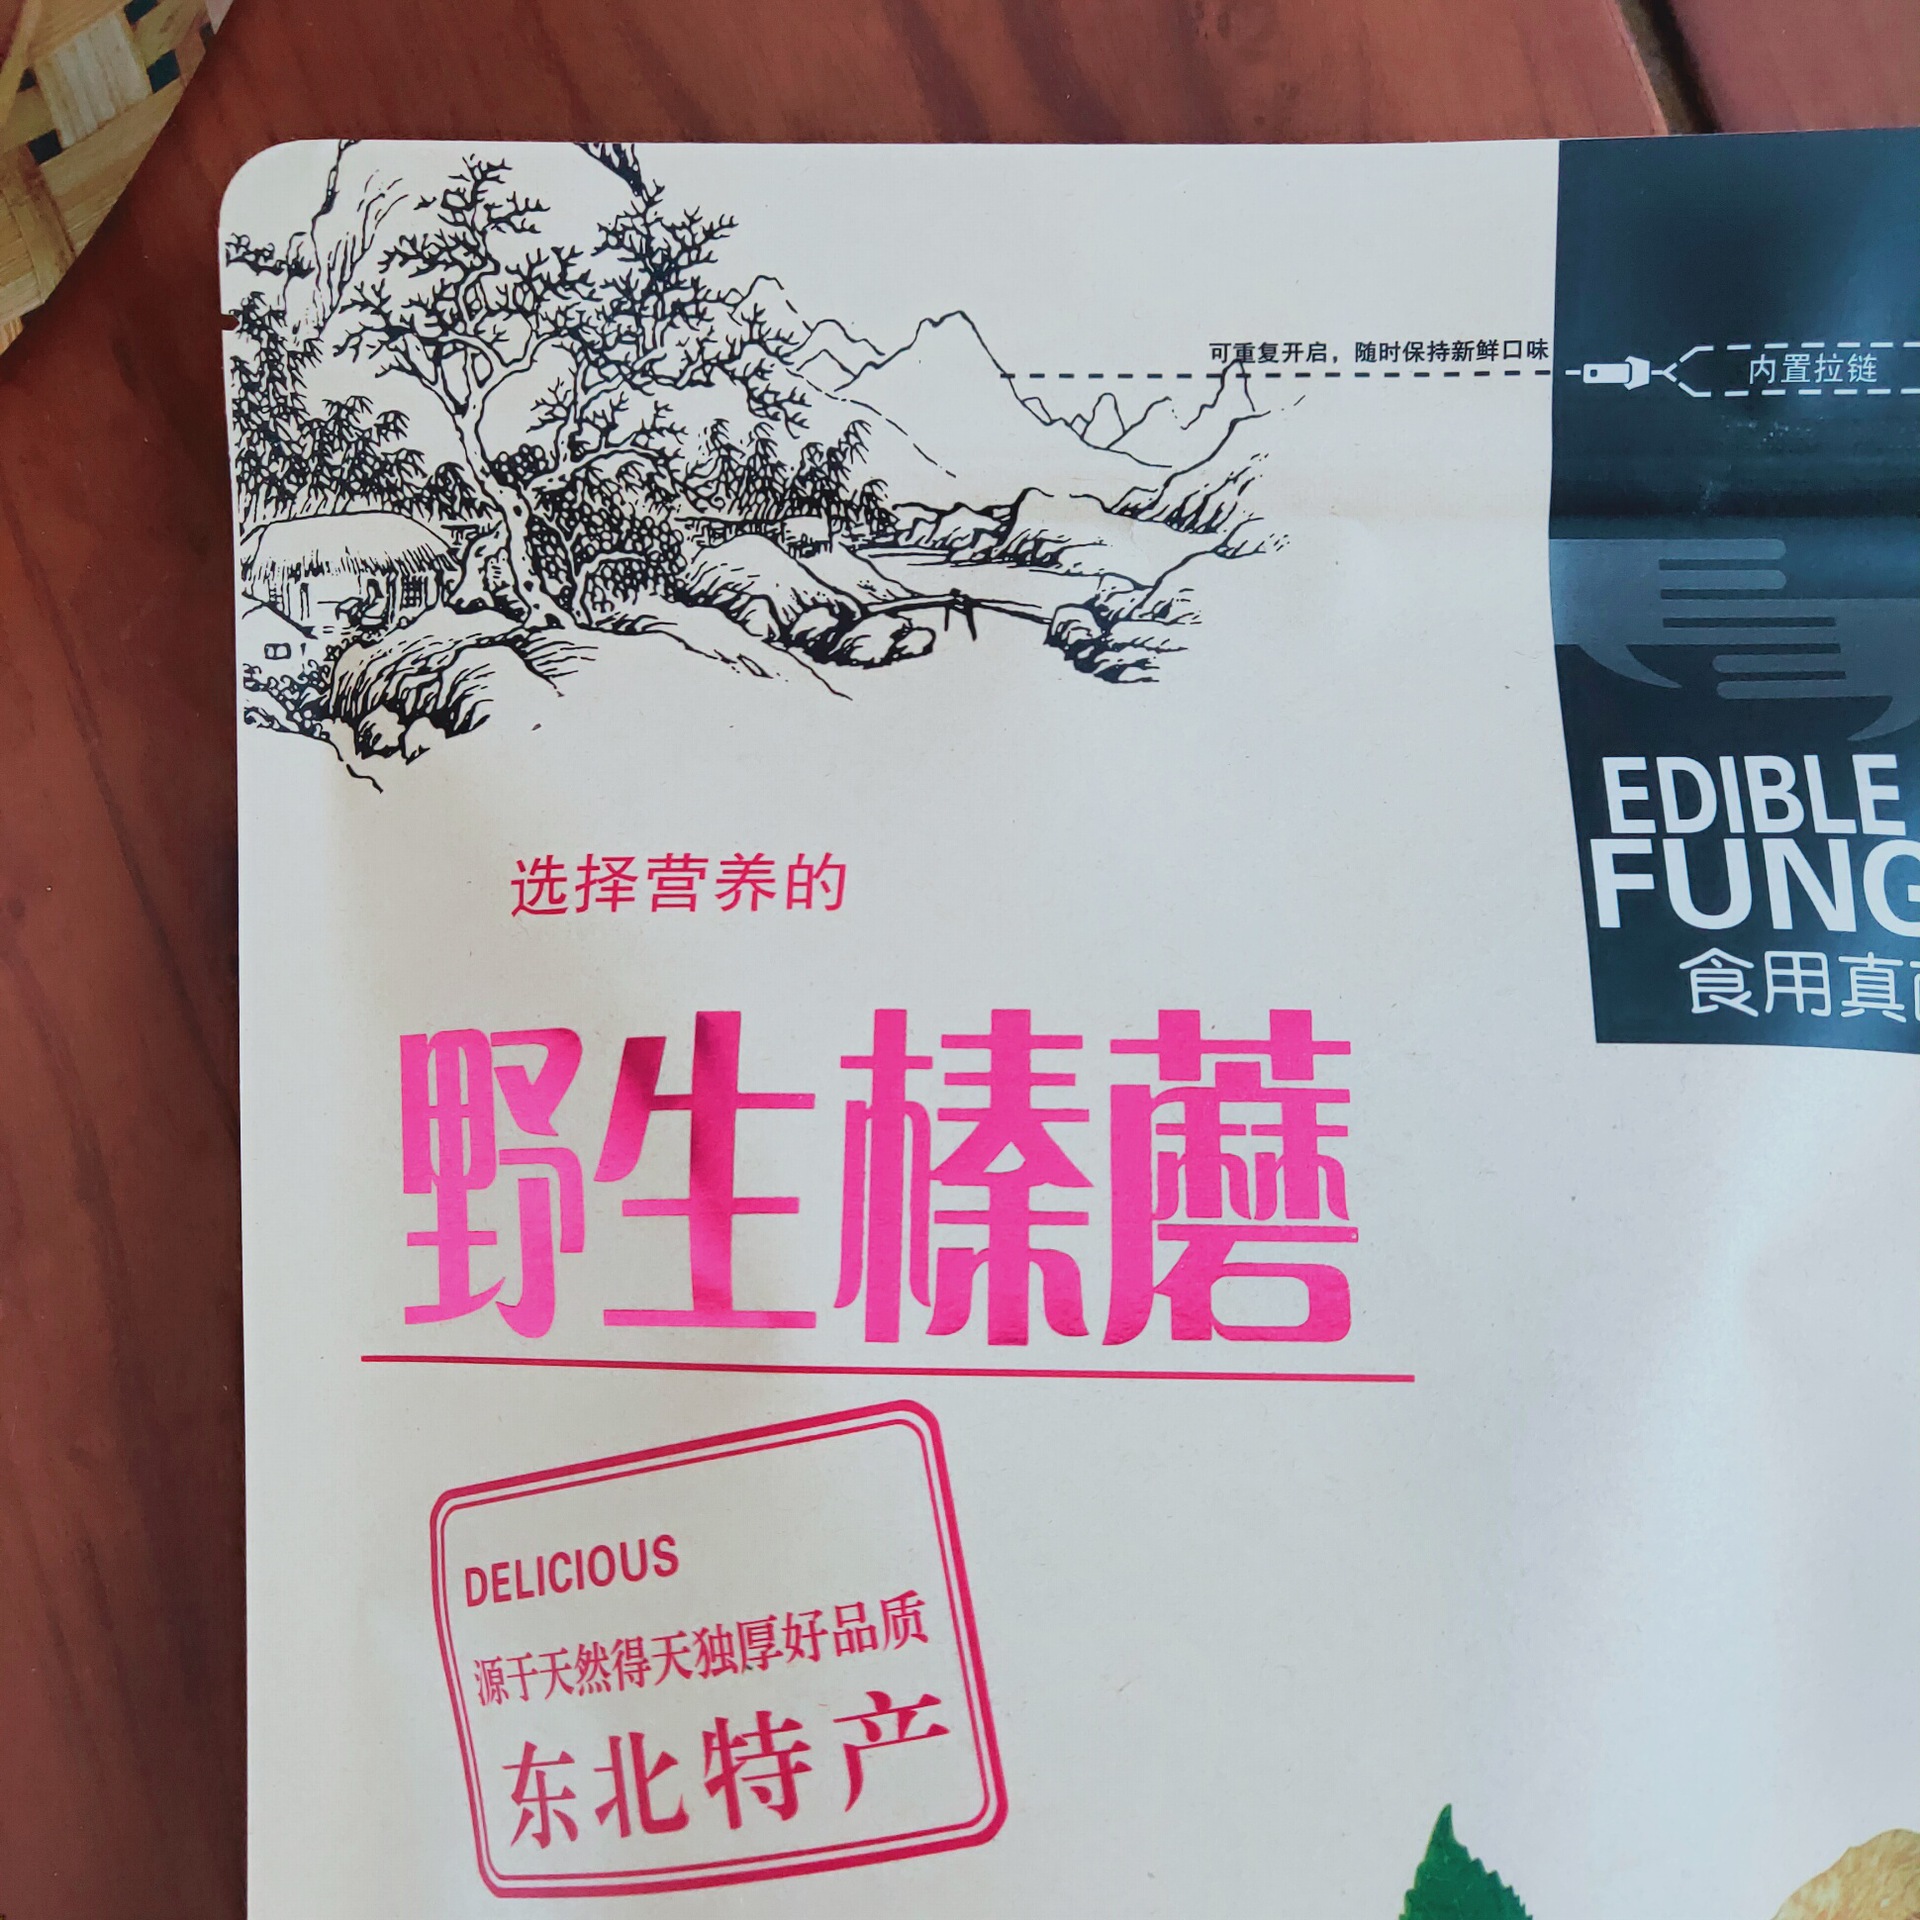 可重复开启，随时保持新鲜口味
内置拉链
EDIBLE
FUNG
食用真
选择营养的
野生榛蘑
DELICIOUS
源于天然得天独厚好品质
东北特产